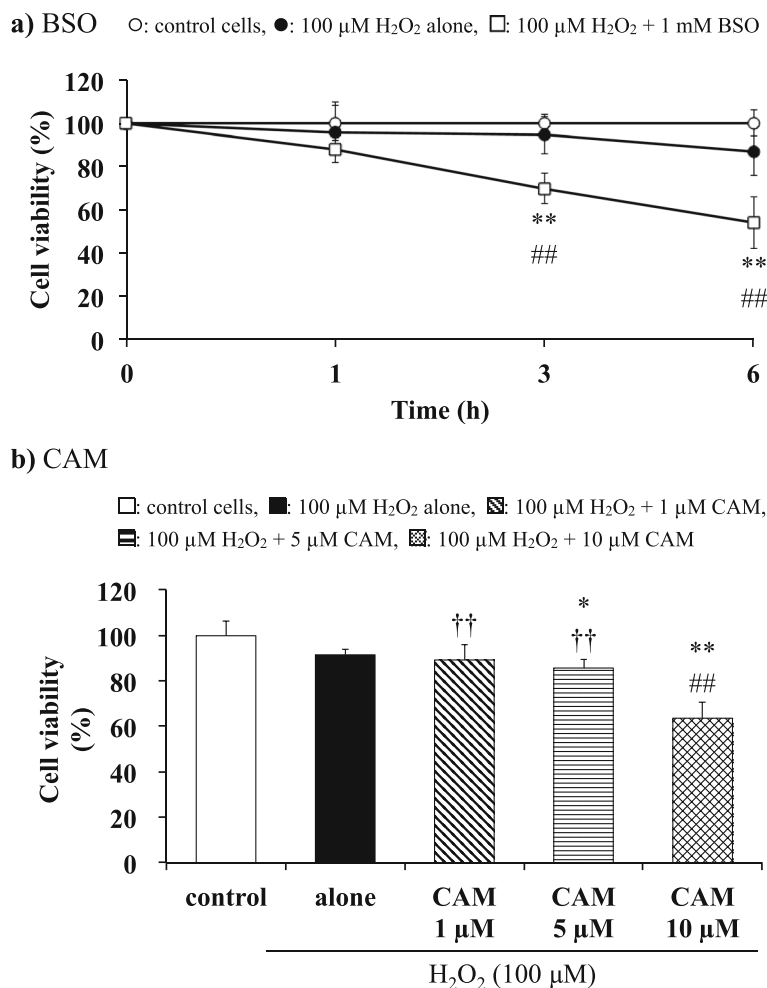 a) BSO ○: control cells, ●: 100 µM H₂O₂ alone, □: 100 µM H₂O₂ + 1 mM BSO
120
100
80
60
40
20
0
Cell viability (%)
**
##
**
##
0 1 3 6
Time (h)
b) CAM
□: control cells, ■: 100 µM H₂O₂ alone, ▧: 100 µM H₂O₂ + 1 µM CAM,
▤: 100 µM H₂O₂ + 5 µM CAM, ▩: 100 µM H₂O₂ + 10 µM CAM
120
100
80
60
40
20
0
Cell viability
(%)
††
*
††
**
##
control alone CAM CAM CAM
1 µM 5 µM 10 µM
H₂O₂ (100 µM)